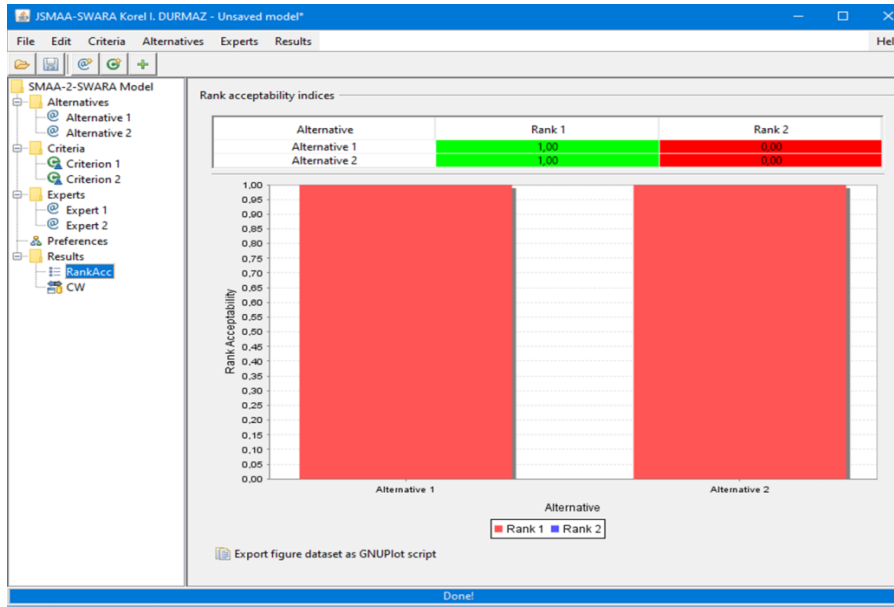 JSMAA-SWARA Korel I. DURMAZ - Unsaved model*
File Edit Criteria Alternatives Experts Results Hel
SMAA-2-SWARA Model
Alternatives
Alternative 1
Alternative 2
Criteria
Criterion 1
Criterion 2
Experts
Expert 1
Expert 2
Preferences
Results
RankAcc
CW
Rank acceptability indices
Alternative Rank 1 Rank 2
Alternative 1 1,00 0,00
Alternative 2 1,00 0,00
Rank Acceptability
1,00
0,95
0,90
0,85
0,80
0,75
0,70
0,65
0,60
0,55
0,50
0,45
0,40
0,35
0,30
0,25
0,20
0,15
0,10
0,05
0,00
Alternative 1 Alternative 2
Alternative
Rank 1 Rank 2
Export figure dataset as GNUPlot script
Done!